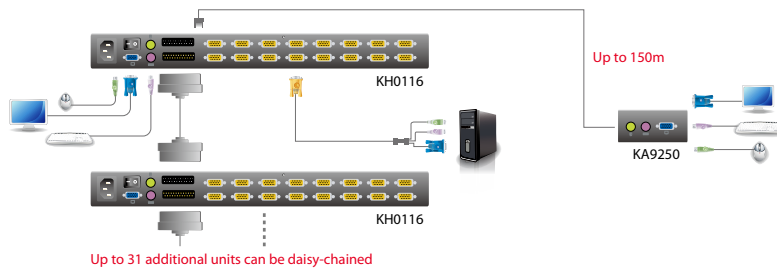 KH0116
Up to 150m
KA9250
KH0116
Up to 31 additional units can be daisy-chained